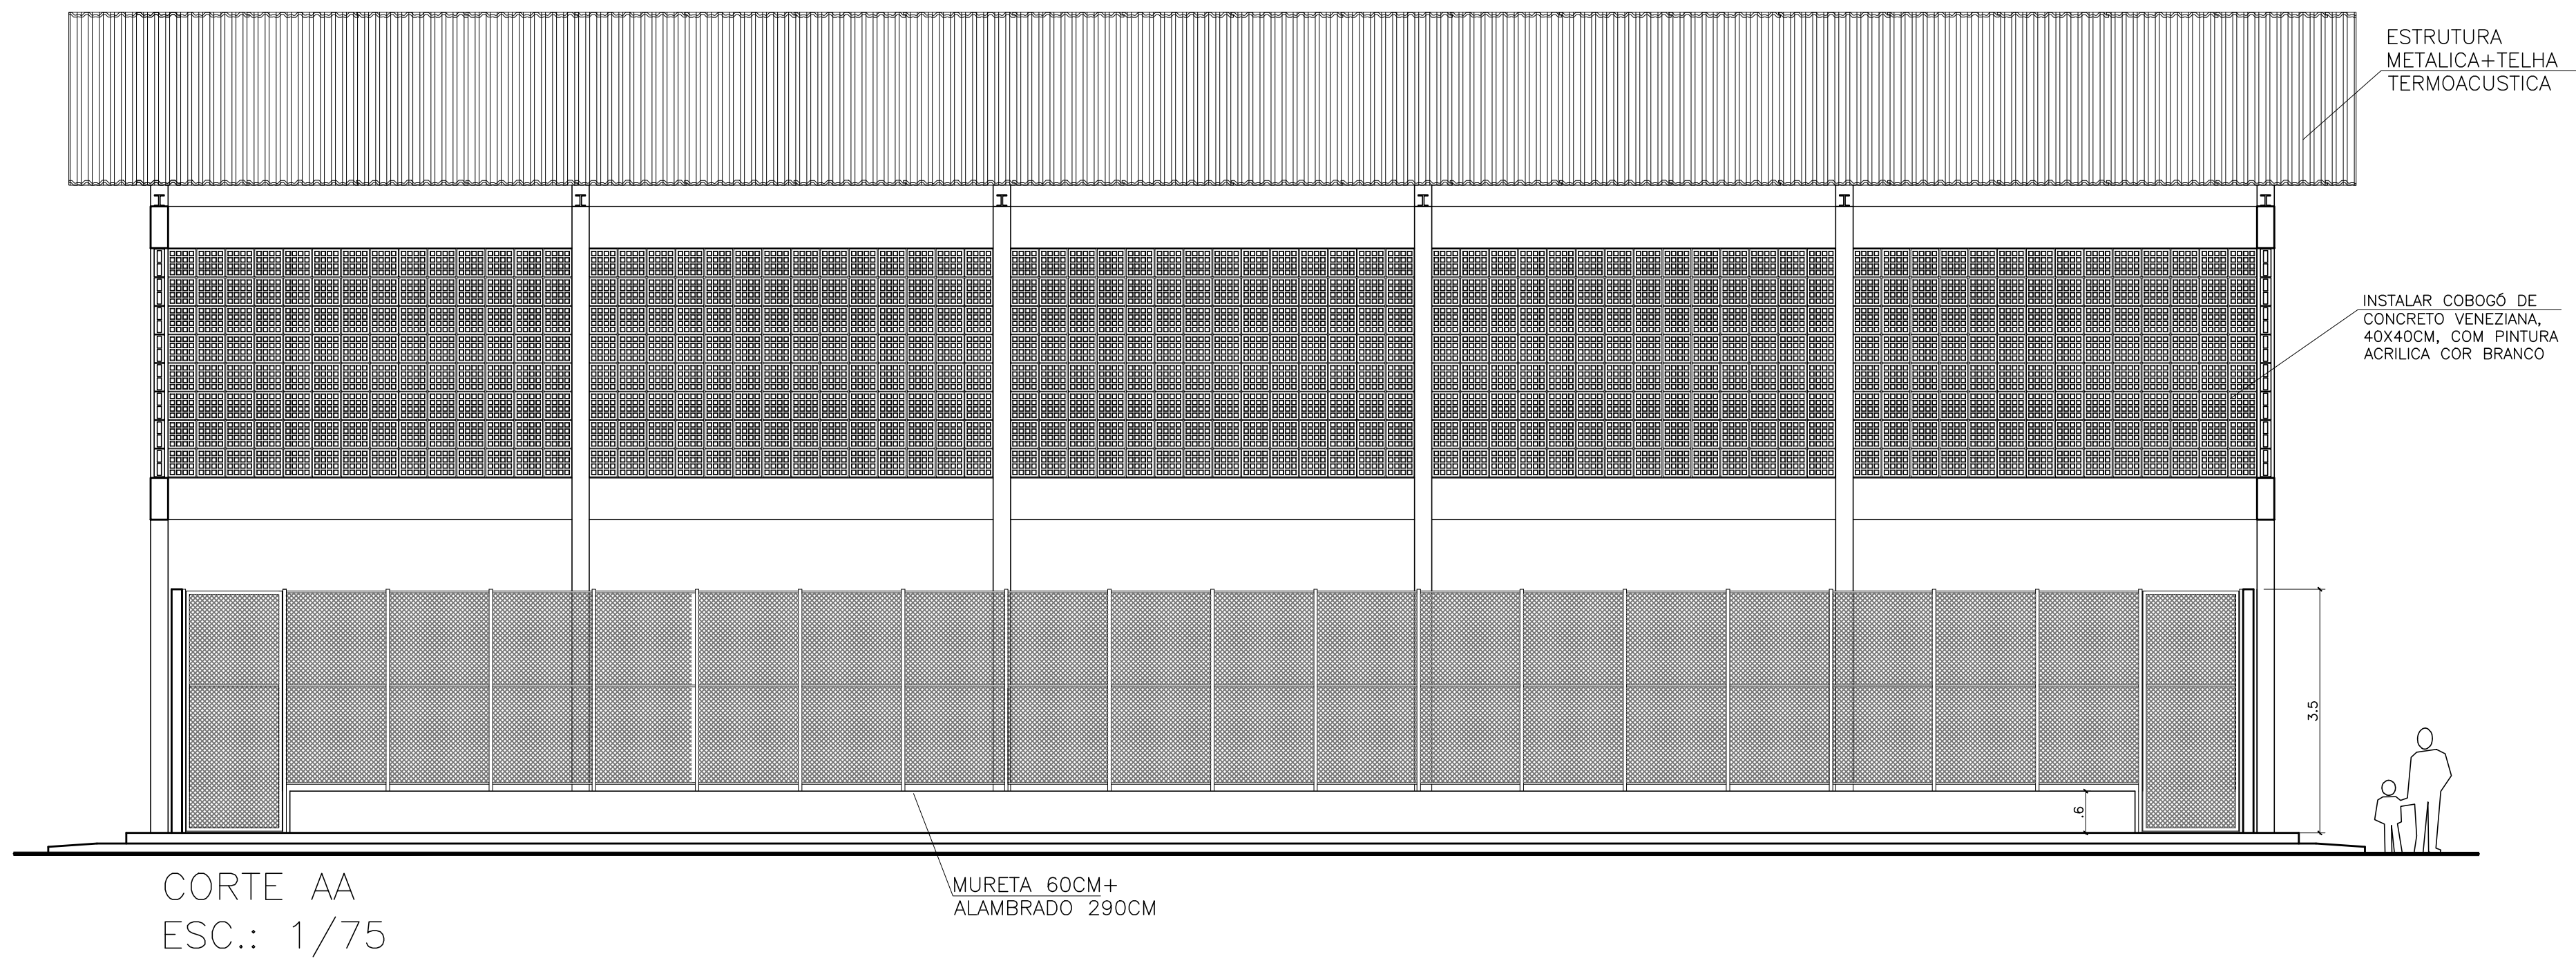 ESTRUTURA
METALICA+TELHA
TERMOACUSTICA
INSTALAR COBOGÓ DE
CONCRETO VENEZIANA,
40X40CM, COM PINTURA
ACRILICA COR BRANCO
3.5
.6
MURETA 60CM+
ALAMBRADO 290CM
CORTE AA
ESC.: 1/75